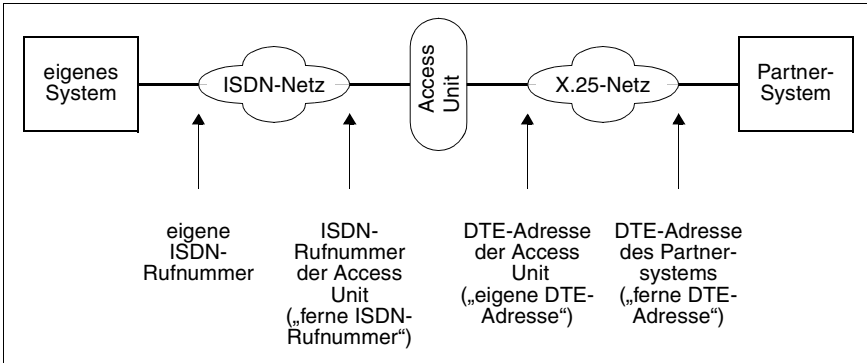 eigenes
System
ISDN-Netz
Access
Unit
X.25-Netz
Partner-
System
eigene
ISDN-
Rufnummer
ISDN-
Rufnummer
der Access
Unit
(„ferne ISDN-
Rufnummer“)
DTE-Adresse
der Access
Unit
(„eigene DTE-
Adresse“)
DTE-Adresse
des Partner-
systems
(„ferne DTE-
Adresse“)